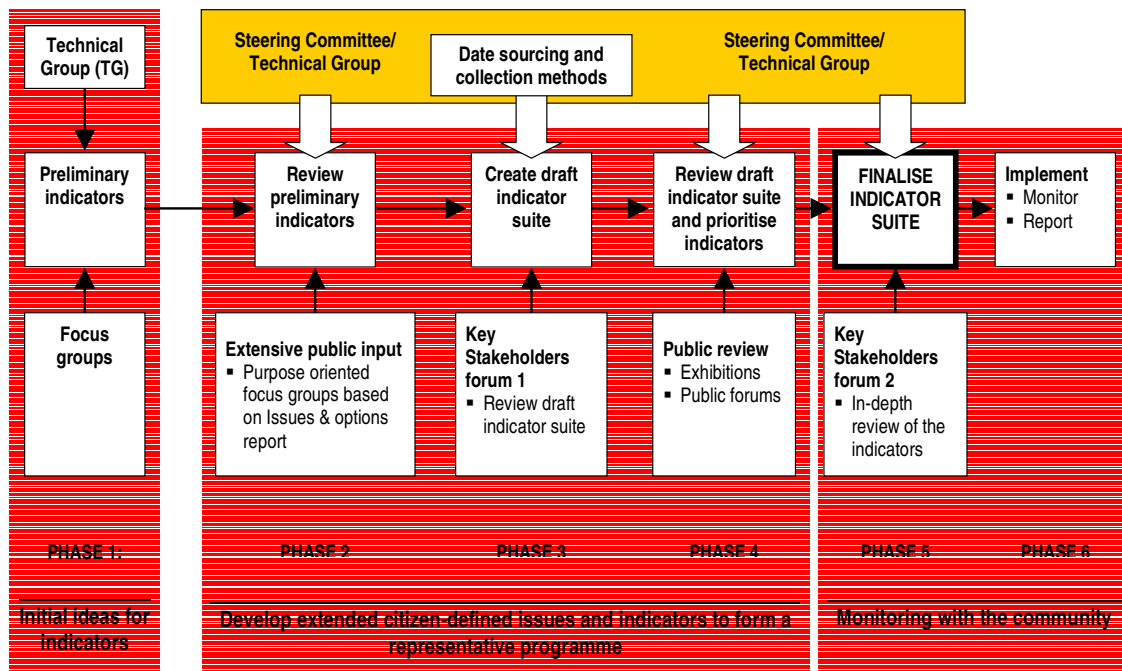 Technical
Group (TG)
Steering Committee/
Technical Group
Date sourcing and
collection methods
Steering Committee/
Technical Group
Preliminary
indicators
Review
preliminary
indicators
Create draft
indicator
suite
Review draft
indicator suite
and prioritise
indicators
FINALISE
INDICATOR
SUITE
Implement
▪ Monitor
▪ Report
Focus
groups
Extensive public input
▪ Purpose oriented
focus groups based
on Issues & options
report
Key
Stakeholders
forum 1
▪ Review draft
indicator suite
Public review
▪ Exhibitions
▪ Public forums
Key
Stakeholders
forum 2
▪ In-depth
review of the
indicators
PHASE 1:
PHASE 2
PHASE 3
PHASE 4
PHASE 5
PHASE 6
Initial ideas for
indicators
Develop extended citizen-defined issues and indicators to form a
representative programme
Monitoring with the community